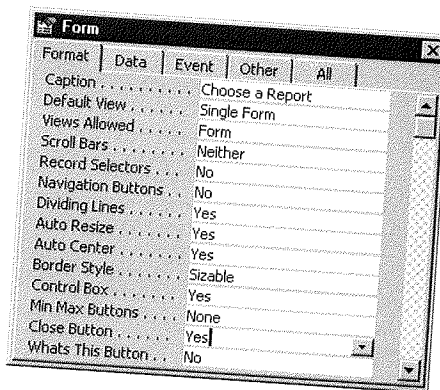 Form
Format Data Event Other All
Caption . . . . . . . . . . Choose a Report
Default View . . . . . . Single Form
Views Allowed . . . . . Form
Scroll Bars . . . . . . . . Neither
Record Selectors . . . No
Navigation Buttons . . No
Dividing Lines . . . . . . Yes
Auto Resize . . . . . . . Yes
Auto Center . . . . . . . Yes
Border Style . . . . . . . Sizable
Control Box . . . . . . . Yes
Min Max Buttons . . . . None
Close Button . . . . . . . Yes
Whats This Button . . No